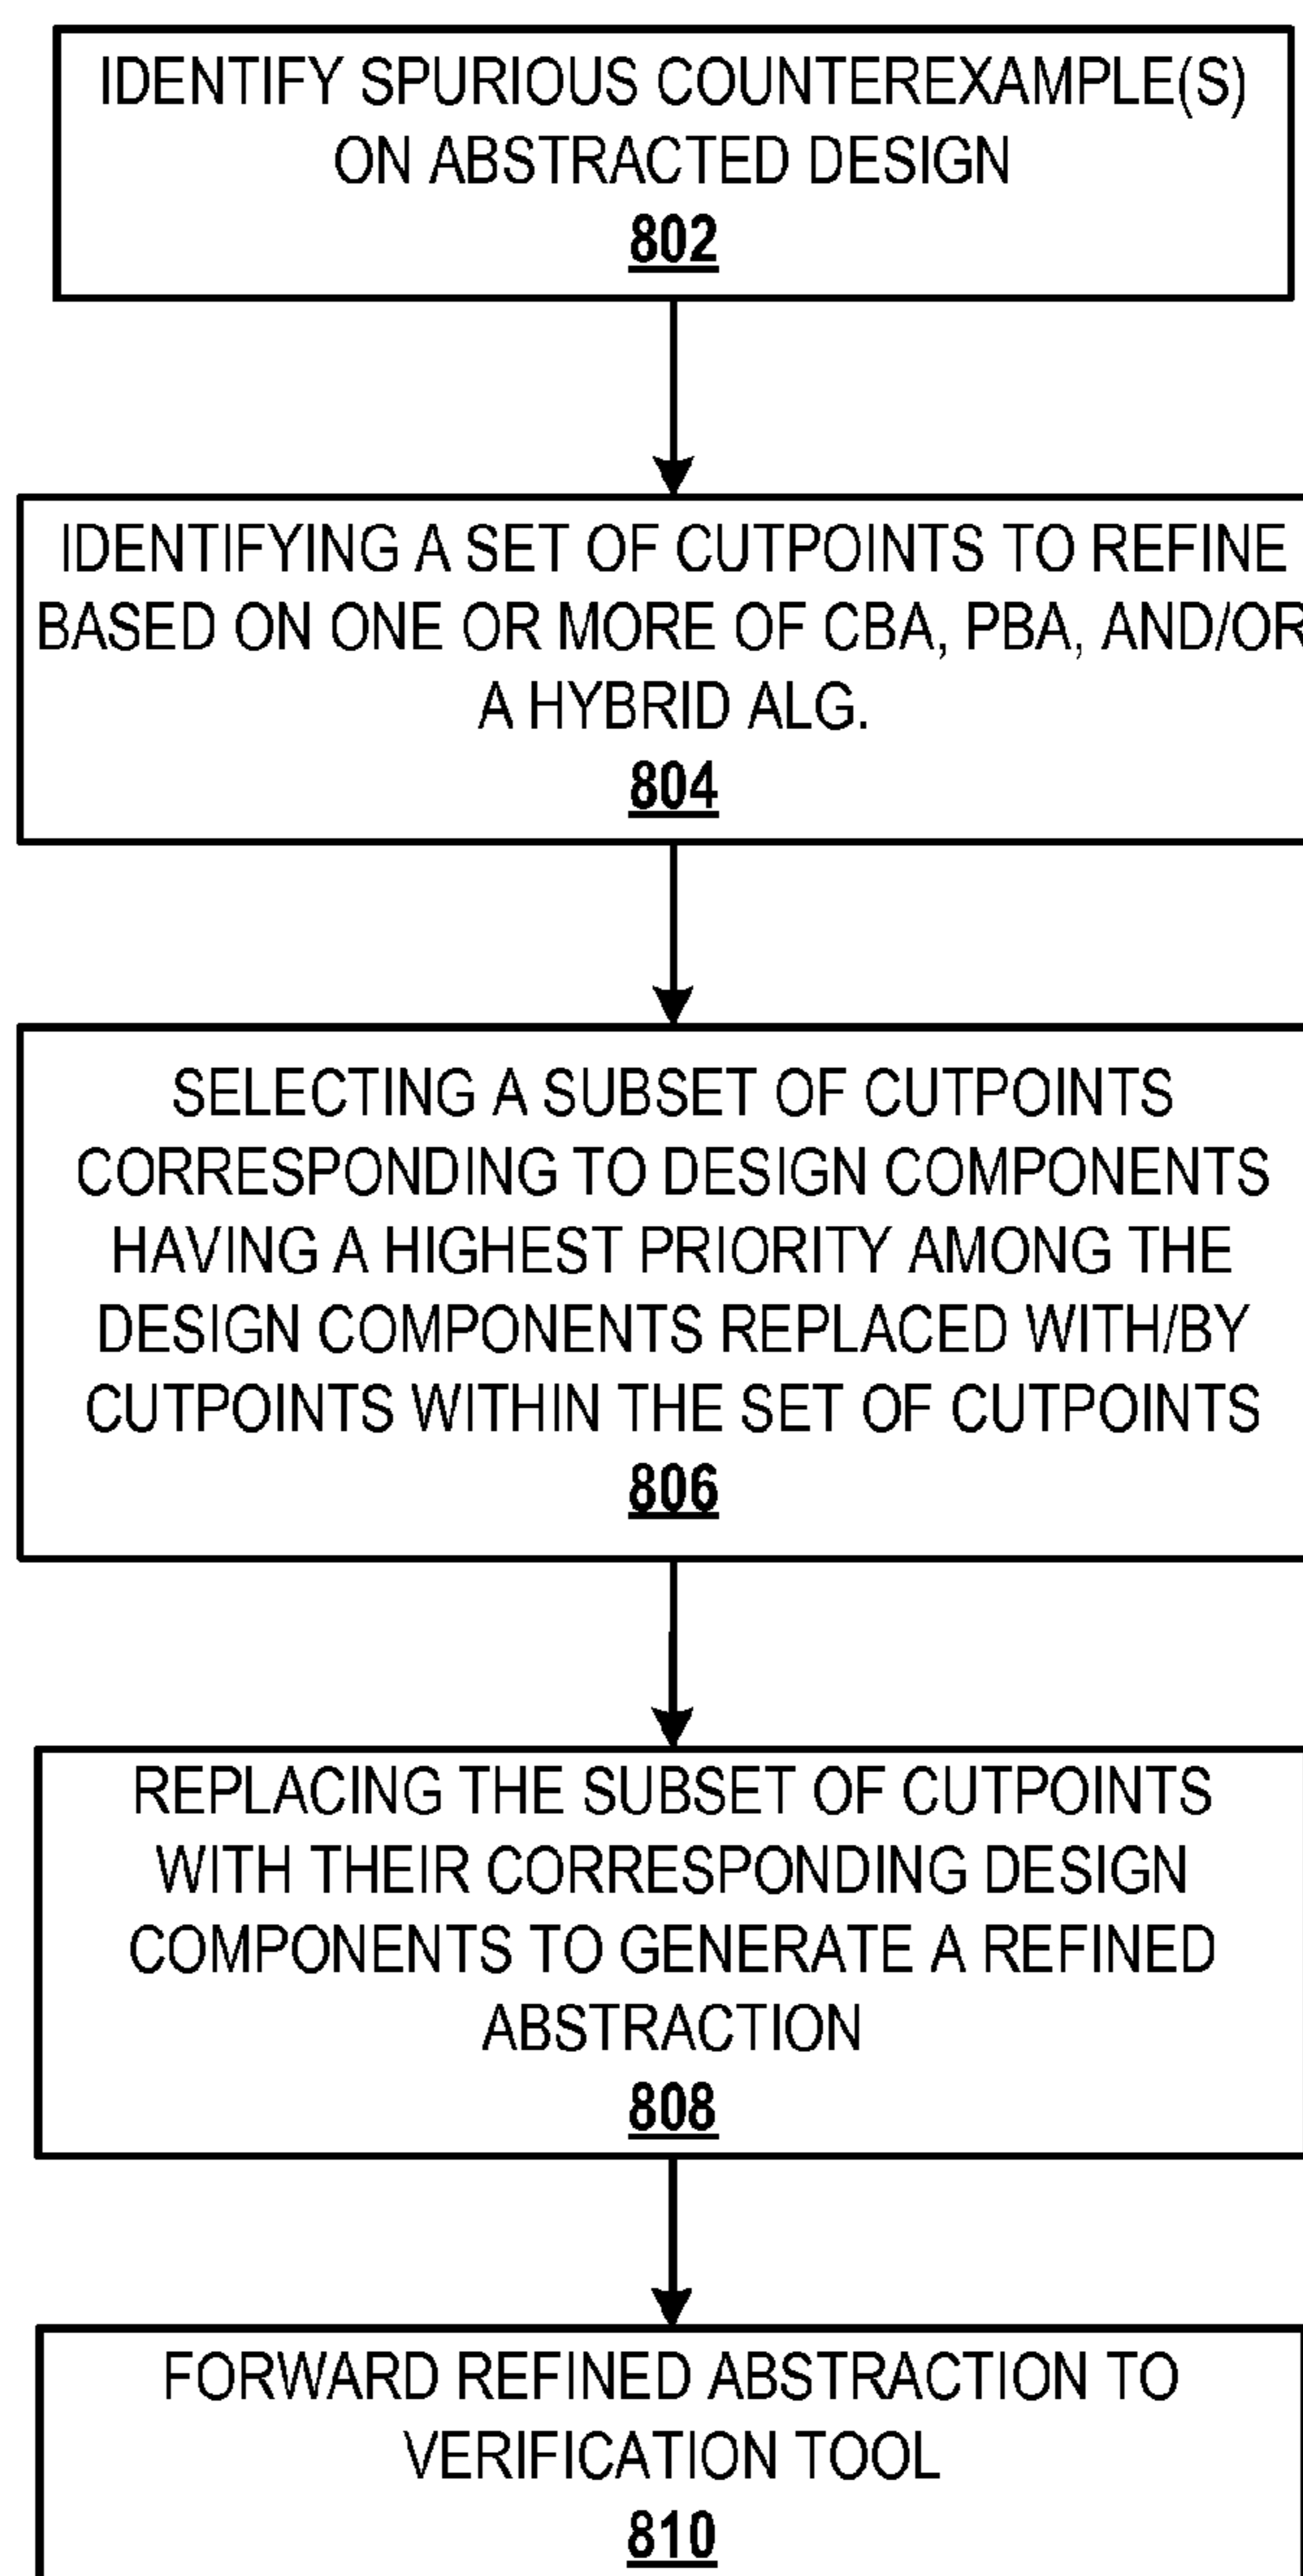 IDENTIFY SPURIOUS COUNTEREXAMPLE(S)
ON ABSTRACTED DESIGN
802
IDENTIFYING A SET OF CUTPOINTS TO REFINE
BASED ON ONE OR MORE OF CBA, PBA, AND/OR
A HYBRID ALG.
804
SELECTING A SUBSET OF CUTPOINTS
CORRESPONDING TO DESIGN COMPONENTS
HAVING A HIGHEST PRIORITY AMONG THE
DESIGN COMPONENTS REPLACED WITH/BY
CUTPOINTS WITHIN THE SET OF CUTPOINTS
806
REPLACING THE SUBSET OF CUTPOINTS
WITH THEIR CORRESPONDING DESIGN
COMPONENTS TO GENERATE A REFINED
ABSTRACTION
808
FORWARD REFINED ABSTRACTION TO
VERIFICATION TOOL
810